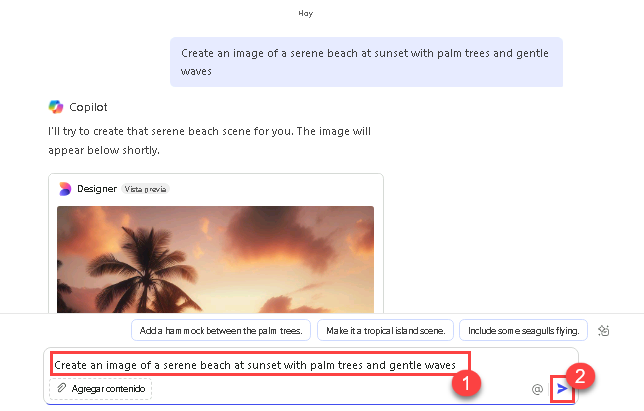 Hoy
Create an image of a serene beach at sunset with palm trees and gentle
waves
Copilot
I'll try to create that serene beach scene for you. The image will
appear below shortly.
Designer Vista previa
Add a hammock between the palm trees. Make it a tropical island scene. Include some seagulls flying.
Create an image of a serene beach at sunset with palm trees and gentle waves
1
2
Agregar contenido @